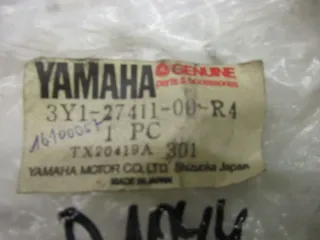 YAMAHA GENUINE
parts & accessories
3Y1-27411-00-R4
1 PC
TX20419A 301
YAMAHA MOTOR CO., LTD. Shizuoka Japan
MADE IN JAPAN